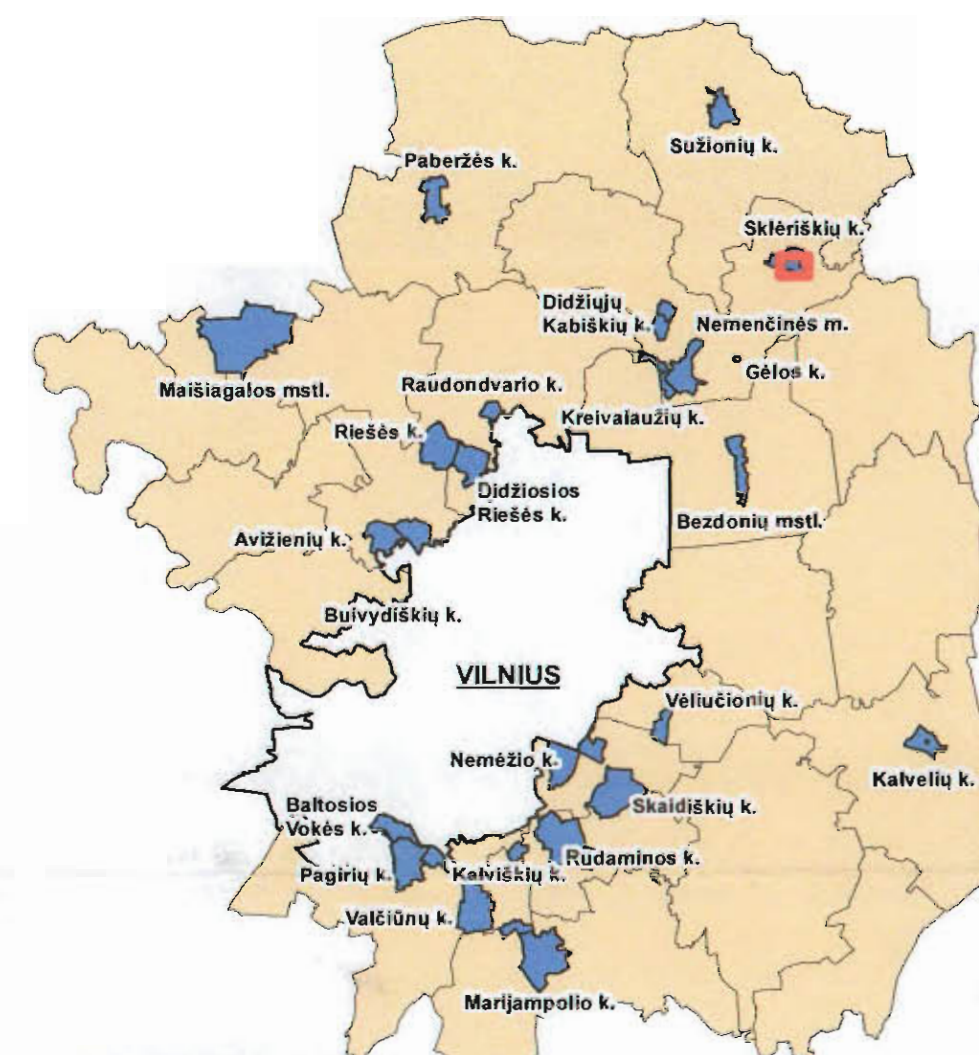 Sužionių k.
Paberžės k.
Sklėriškių k.
Didžiųjų
Kabiškių k.
Nemenčinės m.
Gėlos k.
Maišiagalos mstl.
Raudondvario k.
Kreivalaužių k.
Riešės k.
Didžiosios
Riešės k.
Bezdonių mstl.
Avižienių k.
Buivydiškių k.
VILNIUS
Vėliučionių k.
Nemėžio k.
Kalvelių k.
Skaidiškių k.
Baltosios
Vokės k.
Rudaminos k.
Pagirių k.
Kalviškių k.
Valčiūnų k.
Marijampolio k.